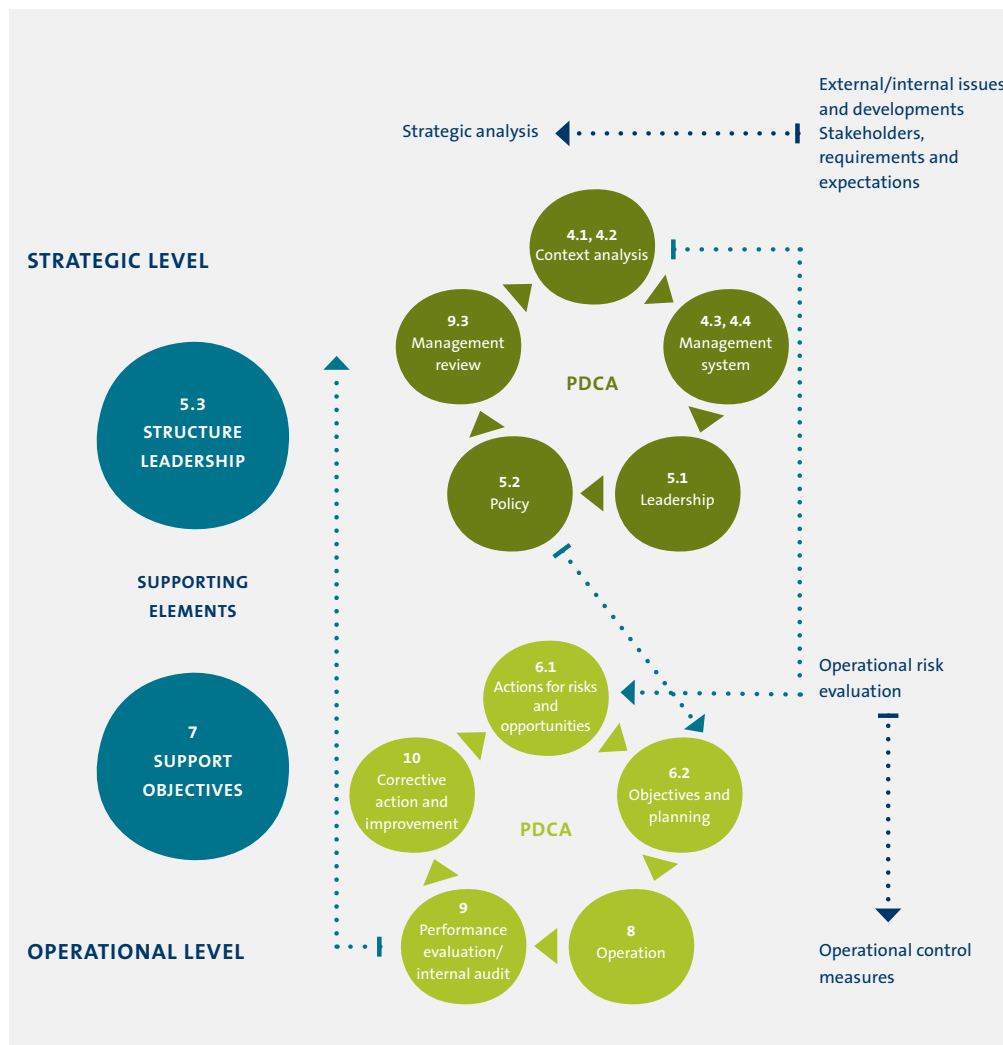 External/internal issues
and developments
Strategic analysis
Stakeholders,
requirements and
expectations
4.1, 4.2
Context analysis
STRATEGIC LEVEL
9.3
Management
review
4.3, 4.4
Management
system
PDCA
5.3
STRUCTURE
LEADERSHIP
5.2
Policy
5.1
Leadership
SUPPORTING
ELEMENTS
6.1
Actions for risks
and
opportunities
Operational risk
evaluation
7
SUPPORT
OBJECTIVES
10
Corrective
action and
improvement
6.2
Objectives and
planning
PDCA
9
Performance
evaluation/
internal audit
8
Operation
OPERATIONAL LEVEL
Operational control
measures